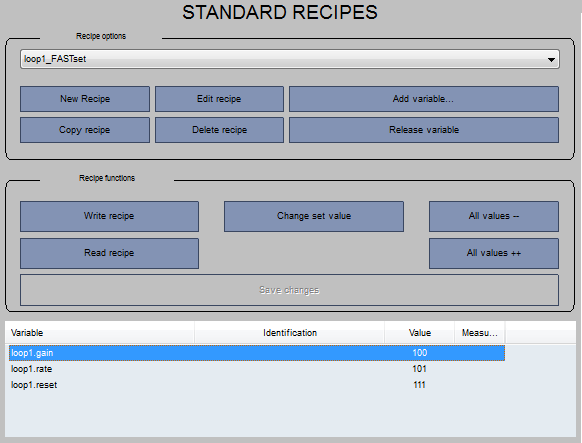 STANDARD RECIPES
Recipe options
loop1_FASTset
New Recipe Edit recipe Add variable...
Copy recipe Delete recipe Release variable
Recipe functions
Write recipe Change set value All values --
Read recipe All values ++
Save changes
Variable Identification Value Measu...
loop1.gain 100
loop1.rate 101
loop1.reset 111